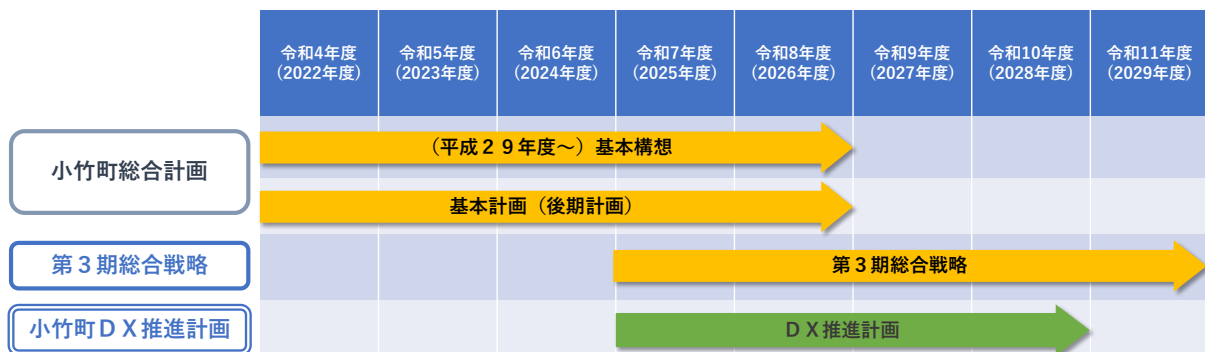 令和4年度
(2022年度)
令和5年度
(2023年度)
令和6年度
(2024年度)
令和7年度
(2025年度)
令和8年度
(2026年度)
令和9年度
(2027年度)
令和10年度
(2028年度)
令和11年度
(2029年度)
小竹町総合計画
（平成２９年度～）基本構想
基本計画（後期計画）
第３期総合戦略
第３期総合戦略
小竹町ＤＸ推進計画
ＤＸ推進計画